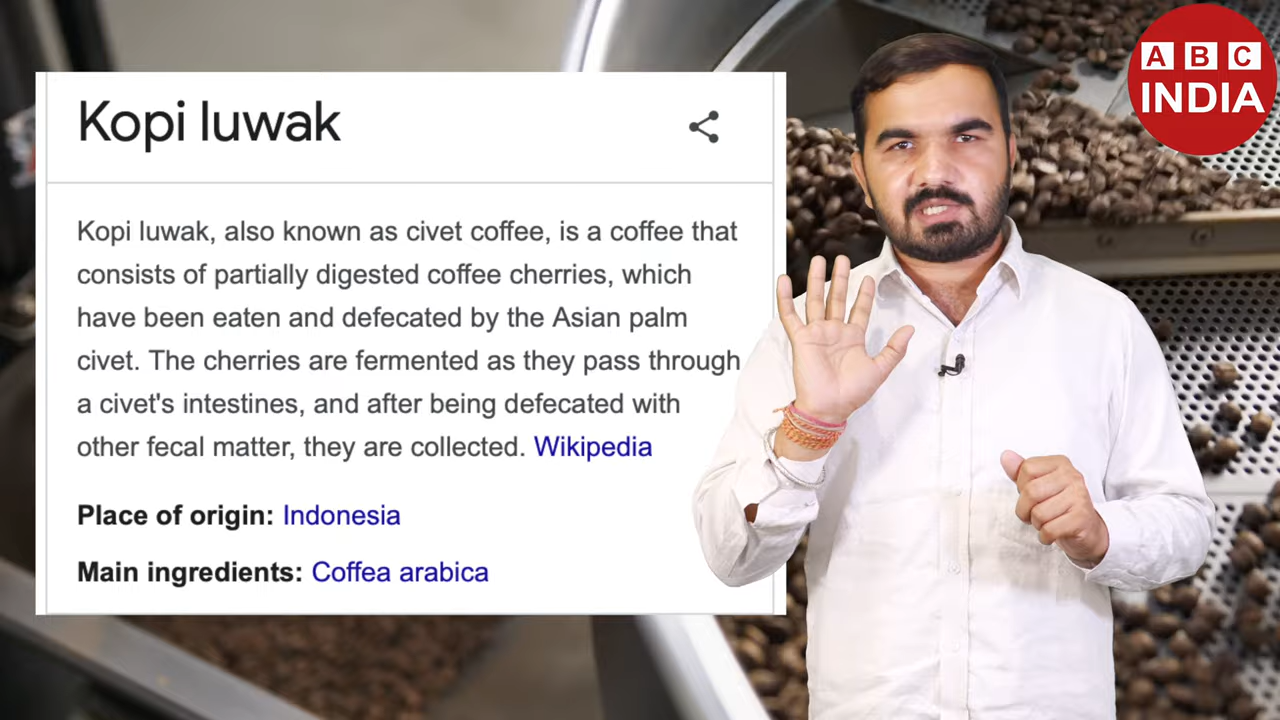 Kopi luwak
Kopi luwak, also known as civet coffee, is a coffee that
consists of partially digested coffee cherries, which
have been eaten and defecated by the Asian palm
civet. The cherries are fermented as they pass through
a civet's intestines, and after being defecated with
other fecal matter, they are collected. Wikipedia
Place of origin: Indonesia
Main ingredients: Coffea arabica
ABC
INDIA